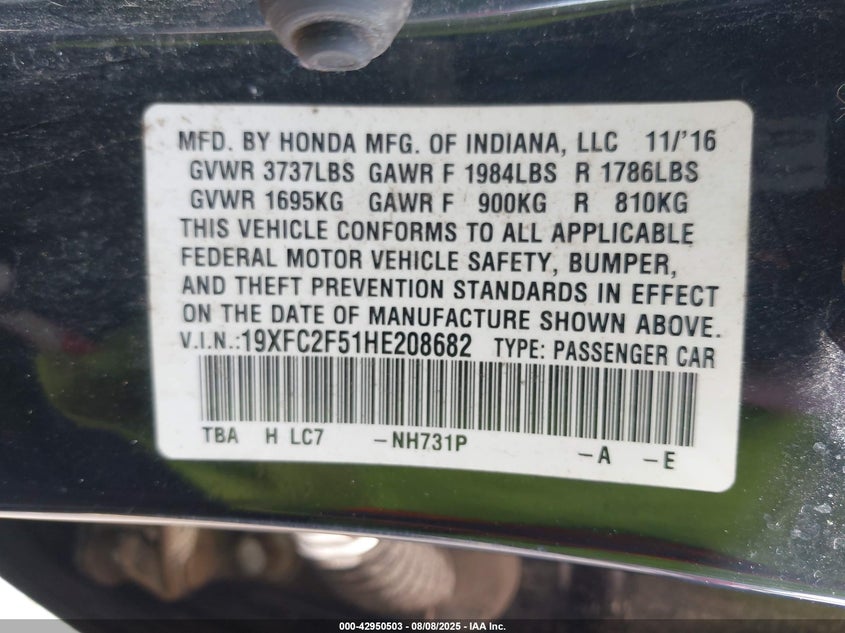 MFD. BY HONDA MFG. OF INDIANA, LLC 11/'16
GVWR 3737LBS GAWR F 1984LBS R 1786LBS
GVWR 1695KG GAWR F 900KG R 810KG
THIS VEHICLE CONFORMS TO ALL APPLICABLE
FEDERAL MOTOR VEHICLE SAFETY, BUMPER,
AND THEFT PREVENTION STANDARDS IN EFFECT
ON THE DATE OF MANUFACTURE SHOWN ABOVE.
V.I.N.:19XFC2F51HE208682 TYPE: PASSENGER CAR
TBA H LC7 -NH731P -A -E
000-42950503 — 08/08/2025 — IAA Inc.